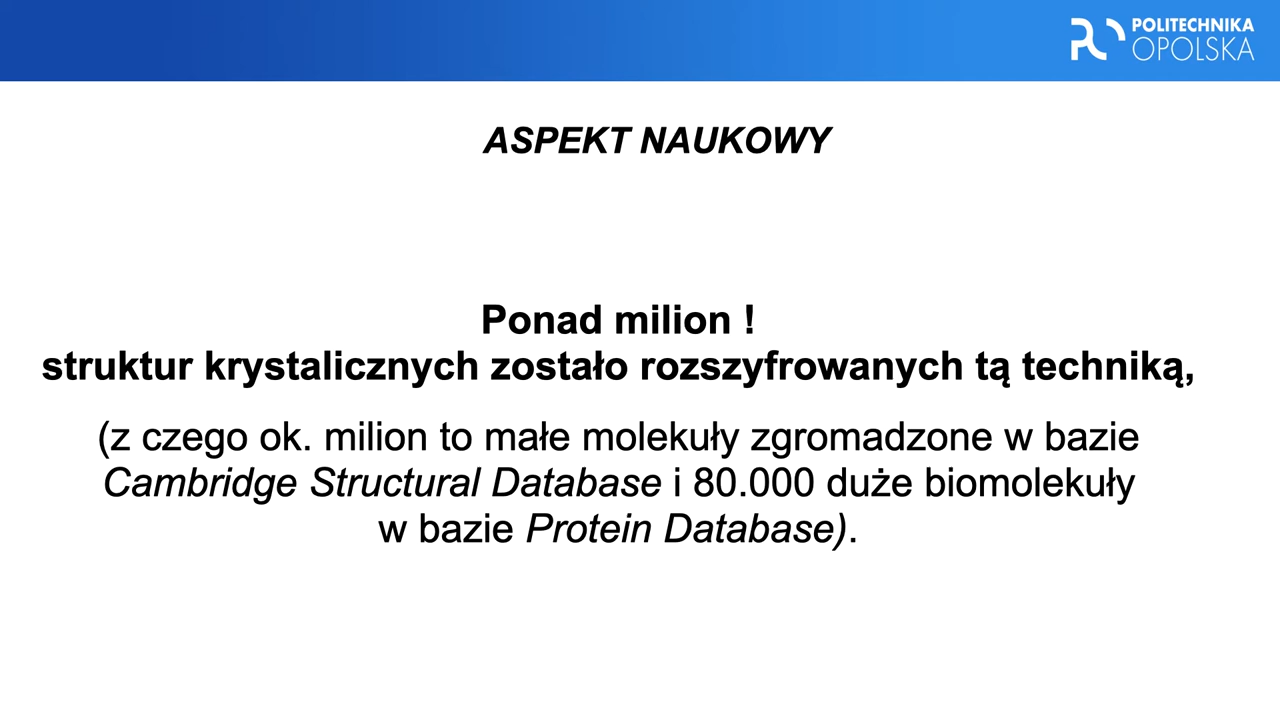 POLITECHNIKA
OPOLSKA
ASPEKT NAUKOWY
Ponad milion !
struktur krystalicznych zostało rozszyfrowanych tą techniką,
(z czego ok. milion to małe molekuły zgromadzone w bazie
Cambridge Structural Database i 80.000 duże biomolekuły
w bazie Protein Database).